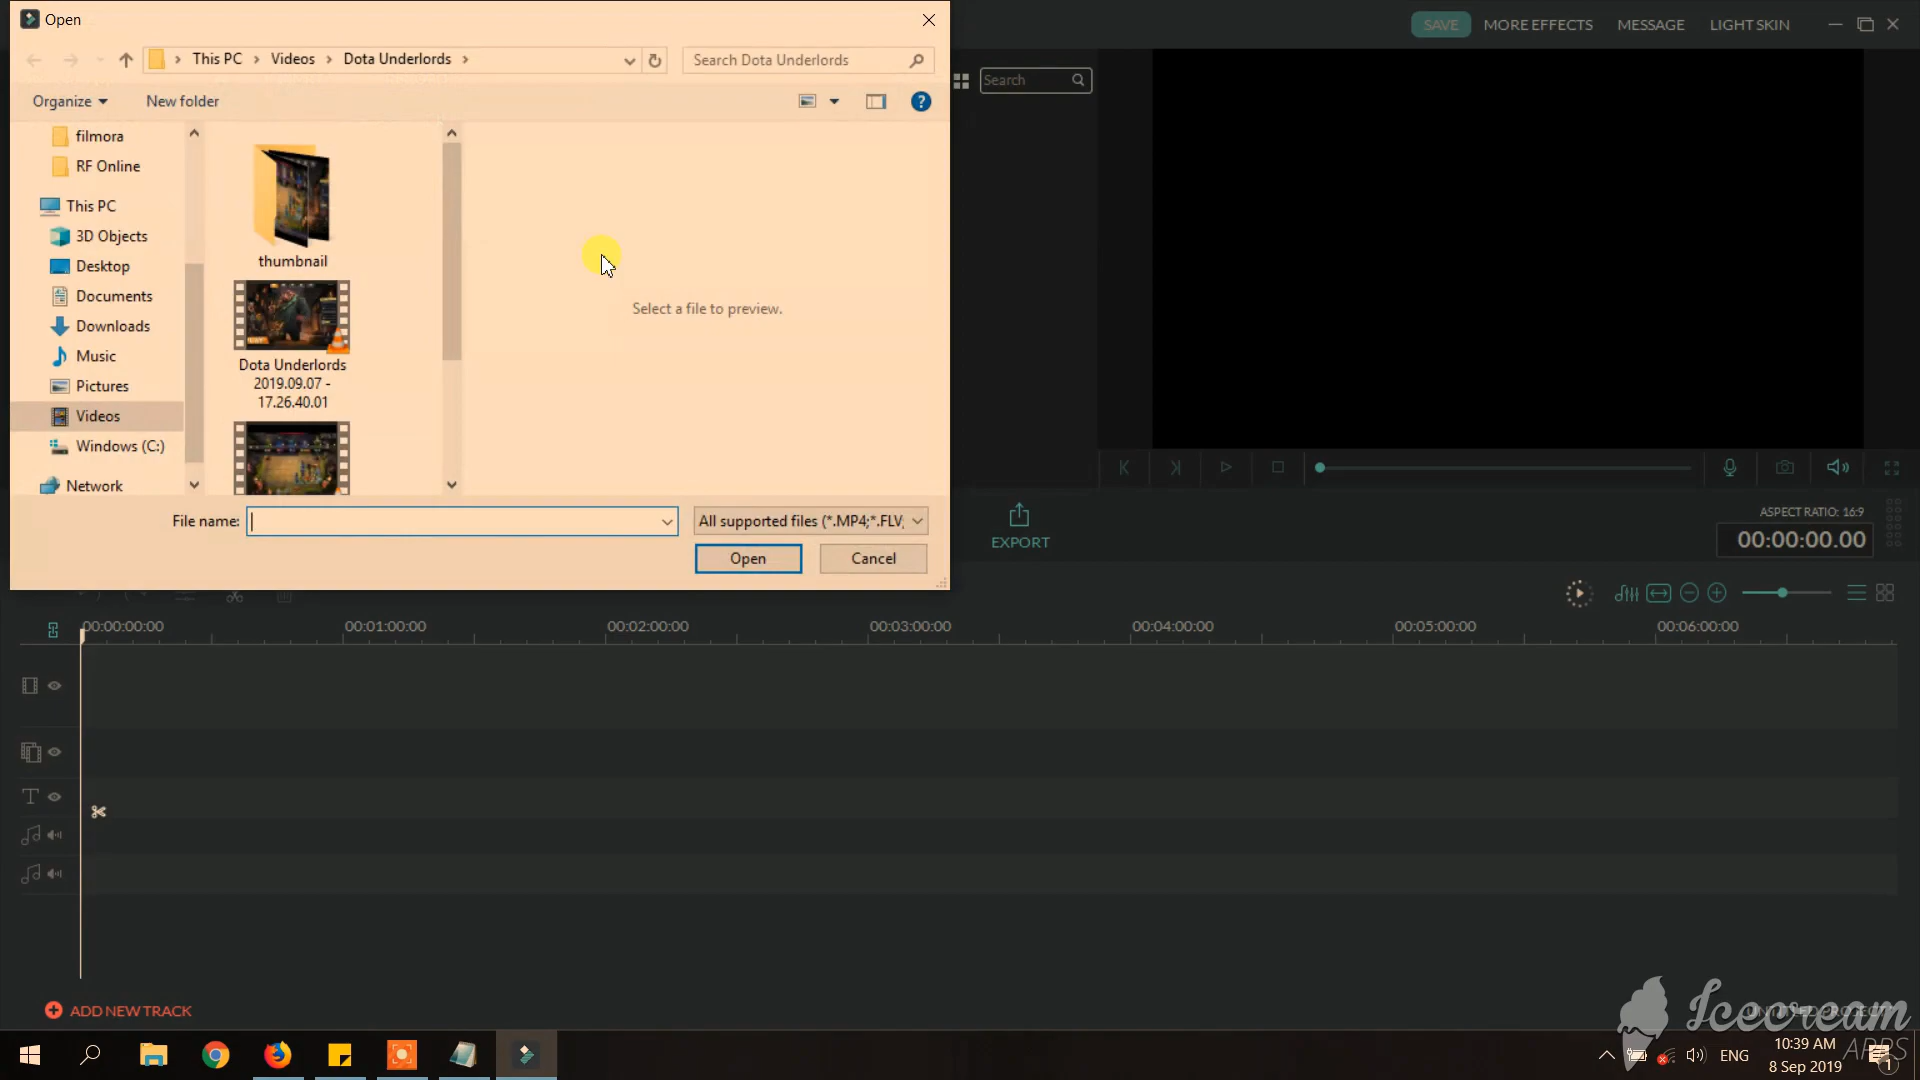 Open
SAVE
MORE EFFECTS
MESSAGE
LIGHT SKIN
This PC
Videos
Dota Underlords
Search Dota Underlords
Search
Organize
New folder
?
filmora
RF Online
This PC
3D Objects
Desktop
Documents
Downloads
Music
Pictures
Videos
Windows (C:)
Network
thumbnail
Dota Underlords
2019.09.07 -
17.26.40.01
Select a file to preview.
File name:
All supported files (*.MP4;*.FLV;
Open
Cancel
EXPORT
ASPECT RATIO: 16:9
00:00:00.00
00:00:00:00
00:01:00:00
00:02:00:00
00:03:00:00
00:04:00:00
00:05:00:00
00:06:00:00
T
ADD NEW TRACK
UNTITLED PROJECT
Icecream
APPS
ENG
10:39 AM
8 Sep 2019
1